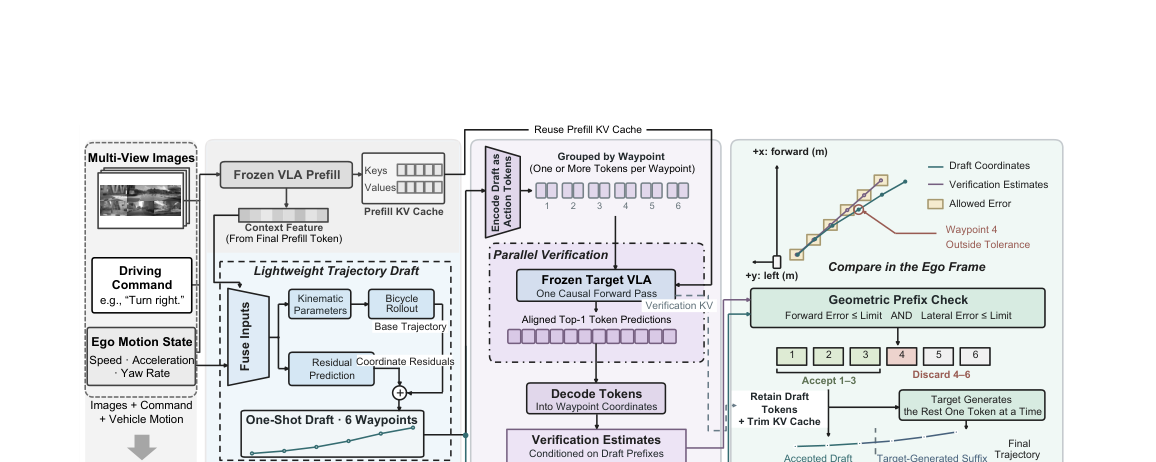 Reuse Prefill KV Cache
Multi-View Images
Driving
Command
e.g., “Turn right.”
Ego Motion State
Speed · Acceleration
· Yaw Rate
Images + Command
+ Vehicle Motion
Frozen VLA Prefill
Keys
Values
Prefill KV Cache
Context Feature
(From Final Prefill Token)
Lightweight Trajectory Draft
Fuse Inputs
Kinematic
Parameters
Bicycle
Rollout
Base Trajectory
Residual
Prediction
Coordinate Residuals
+
One-Shot Draft · 6 Waypoints
Encode Draft as
Action Tokens
Grouped by Waypoint
(One or More Tokens per Waypoint)
1 2 3 4 5 6
Parallel Verification
Frozen Target VLA
One Causal Forward Pass
Verification KV
Aligned Top-1 Token Predictions
Decode Tokens
Into Waypoint Coordinates
Verification Estimates
Conditioned on Draft Prefixes
+x: forward (m)
Draft Coordinates
Verification Estimates
Allowed Error
Waypoint 4
Outside Tolerance
+y: left (m)
Compare in the Ego Frame
Geometric Prefix Check
Forward Error ≤ Limit AND Lateral Error ≤ Limit
1 2 3 4 5 6
Accept 1–3
Discard 4–6
Retain Draft
Tokens
+ Trim KV Cache
Target Generates
the Rest One Token at a Time
Accepted Draft
Target-Generated Suffix
Final
Trajectory